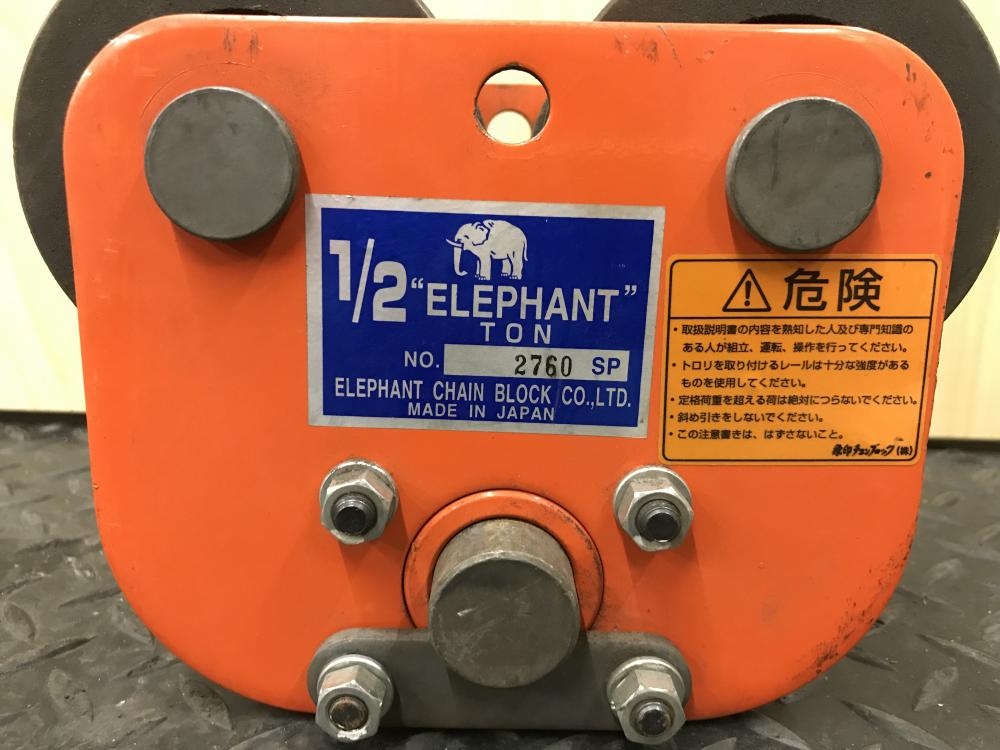 1/2 "ELEPHANT"
TON
NO. 2760 SP
ELEPHANT CHAIN BLOCK CO.,LTD.
MADE IN JAPAN
危険
・取扱説明書の内容を熟知した人及び専門知識の
ある人が組立、運転、操作を行ってください。
・トロリを取り付けるレールは十分な強度がある
ものを使用してください。
・定格荷重を超える荷は絶対につらないでください。
・斜め引きをしないでください。
・この注意書きは、はずさないこと。
象印チェンブロック(株)